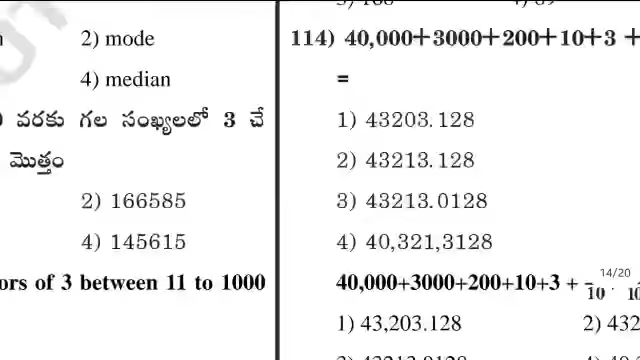 2) mode
4) median
వరకు గల సంఖ్యలలో 3 చే
మొత్తం
2) 166585
4) 145615
of 3 between 11 to 1000
114) 40,000+3000+200+10+3 +
=
1) 43203.128
2) 43213.128
3) 43213.0128
4) 40,321,3128
14/20
40,000+3000+200+10+3 +
10
1) 43,203.128
2) 432